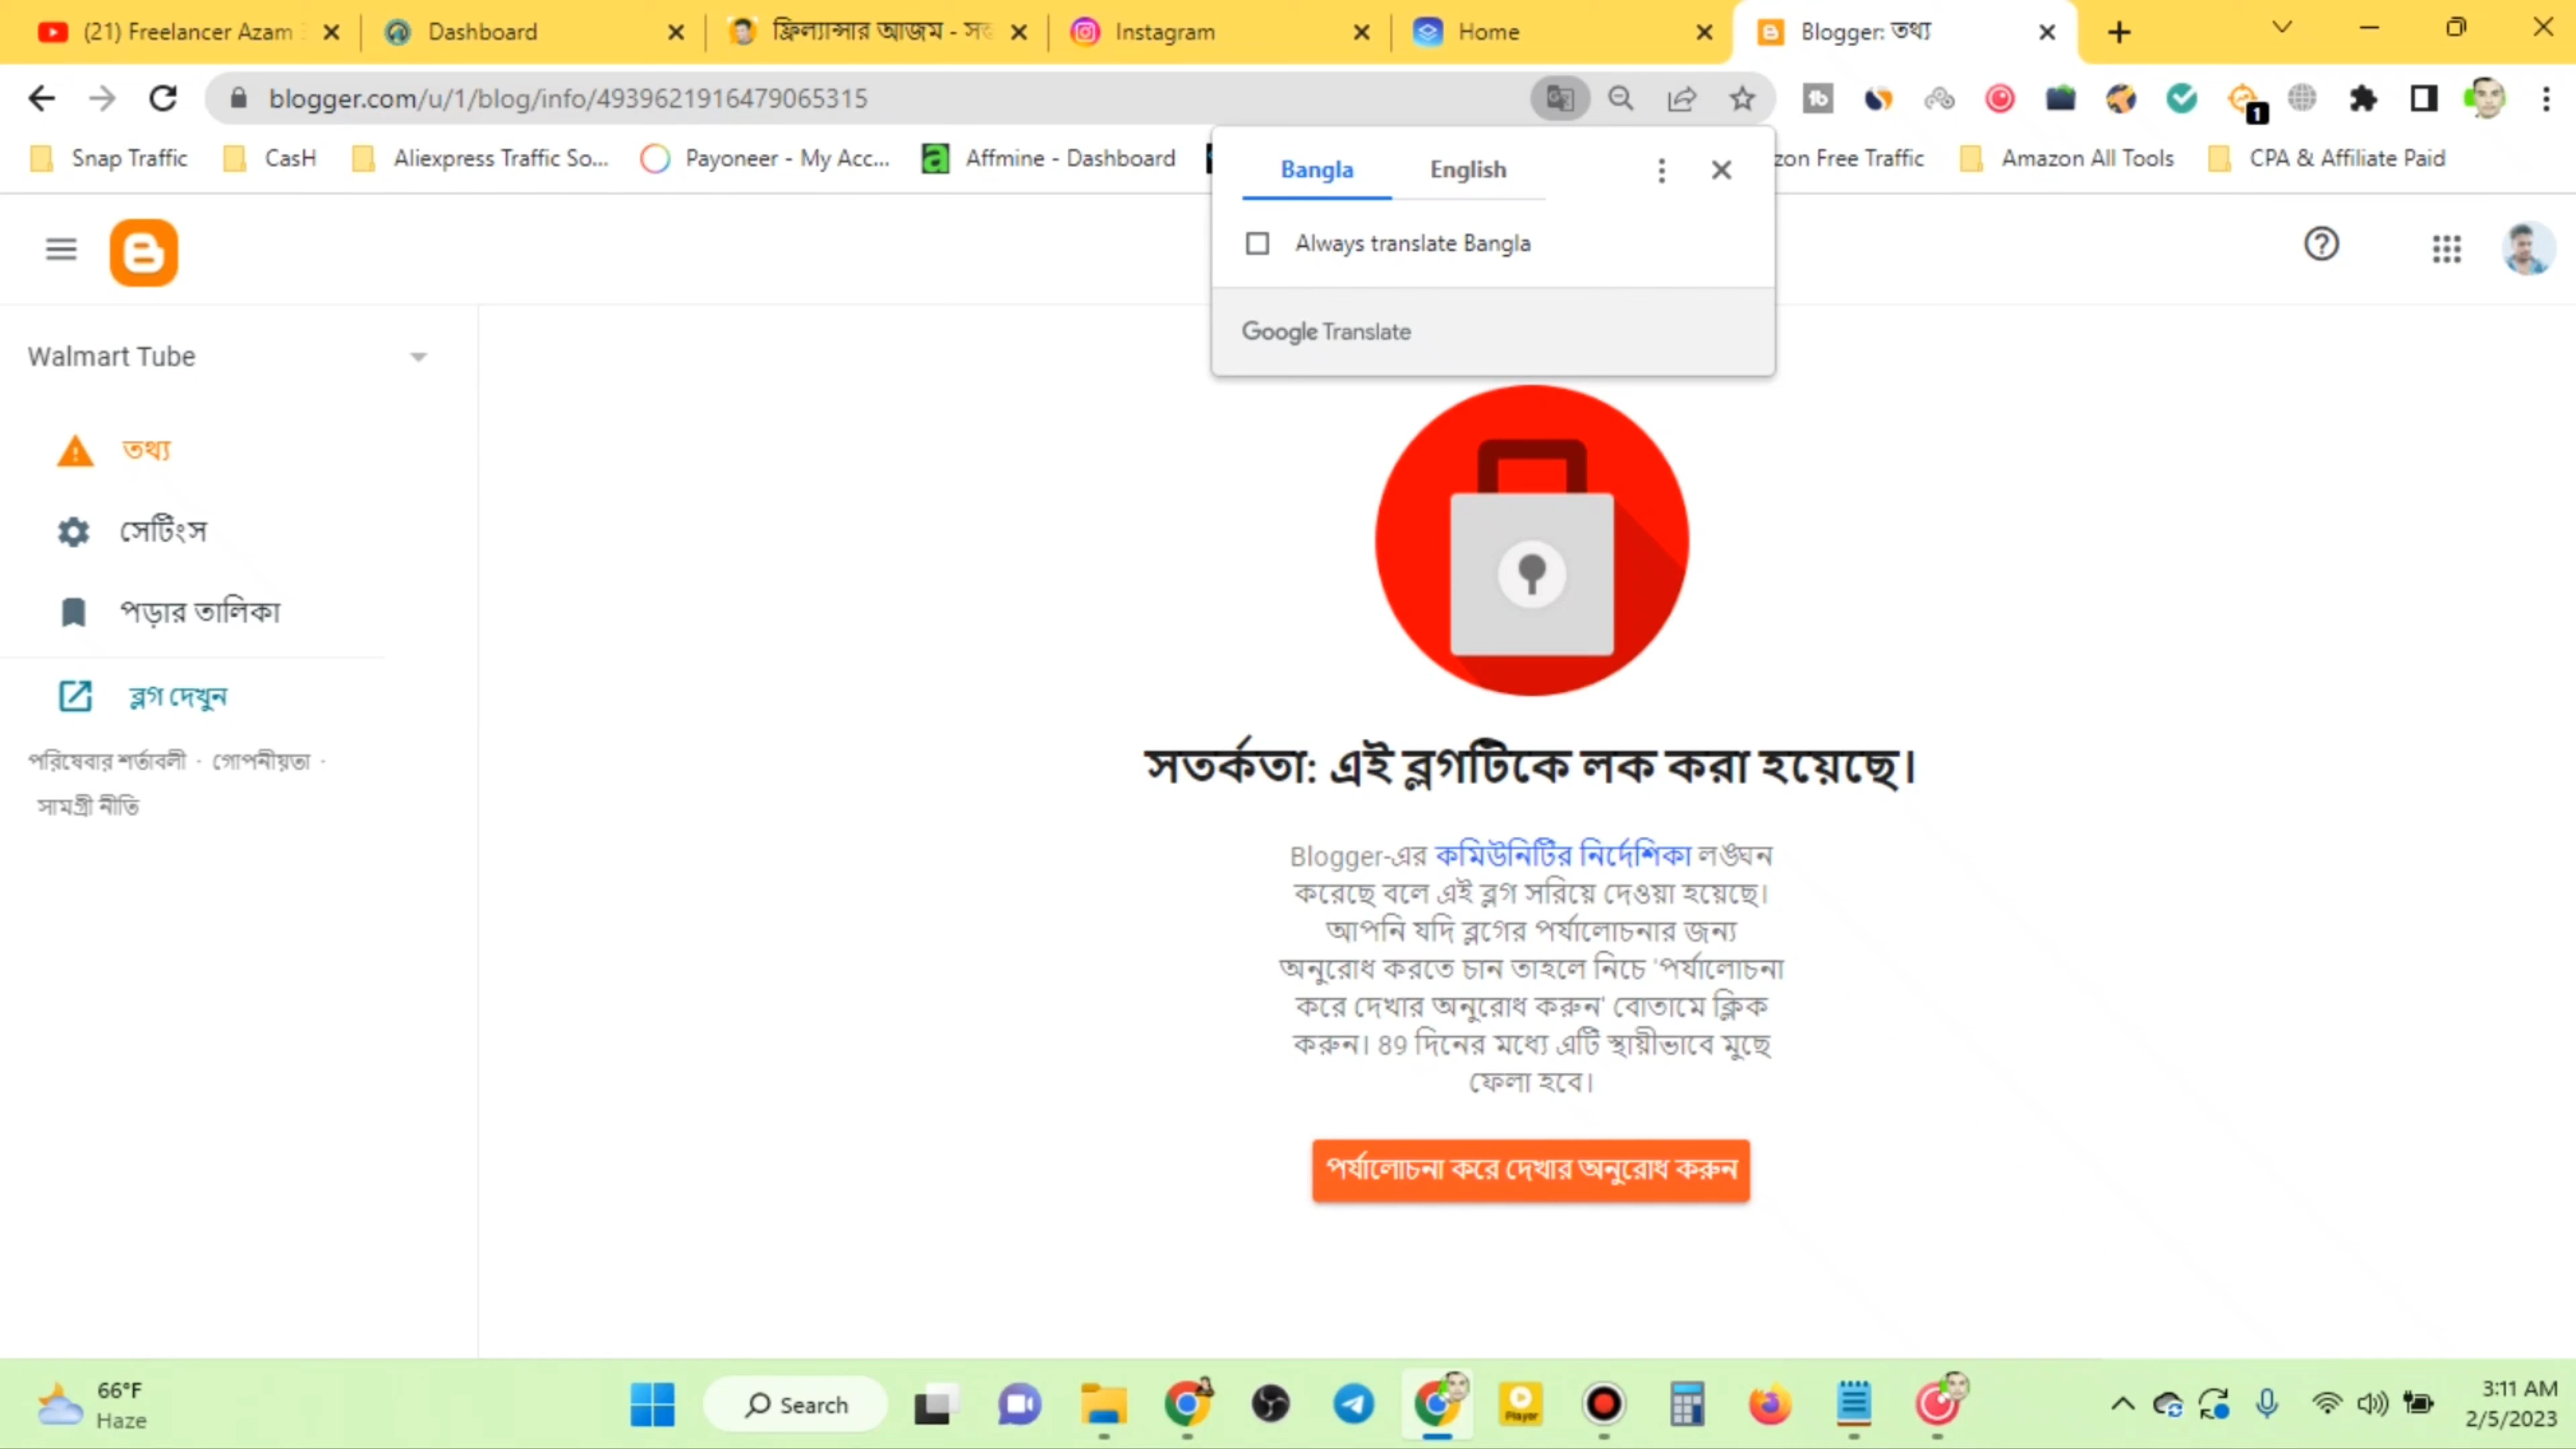 (21) Freelancer Azam
Dashboard
ফ্রিল্যান্সার আজম -
Instagram
Home
Blogger: তথ্য
blogger.com/u/1/blog/info/4939621916479065315
1
Snap Traffic
CasH
Aliexpress Traffic So...
Payoneer - My Acc...
Affmine - Dashboard
Free Traffic
Amazon All Tools
CPA & Affiliate Paid
Bangla
English
Always translate Bangla
Google Translate
Walmart Tube
তথ্য
সেটিংস
পড়ার তালিকা
ব্লগ দেখুন
পরিষেবার শর্তাবলী · গোপনীয়তা ·
সামগ্রী নীতি
সতর্কতা: এই ব্লগটিকে লক করা হয়েছে।
Blogger-এর কমিউনিটির নির্দেশিকা লঙ্ঘন
করেছে বলে এই ব্লগ সরিয়ে দেওয়া হয়েছে।
আপনি যদি ব্লগের পর্যালোচনার জন্য
অনুরোধ করতে চান তাহলে নিচে 'পর্যালোচনা
করে দেখার অনুরোধ করুন' বোতামে ক্লিক
করুন। 89 দিনের মধ্যে এটি স্থায়ীভাবে মুছে
ফেলা হবে।
পর্যালোচনা করে দেখার অনুরোধ করুন
66°F
Haze
Search
Player
3:11 AM
2/5/2023